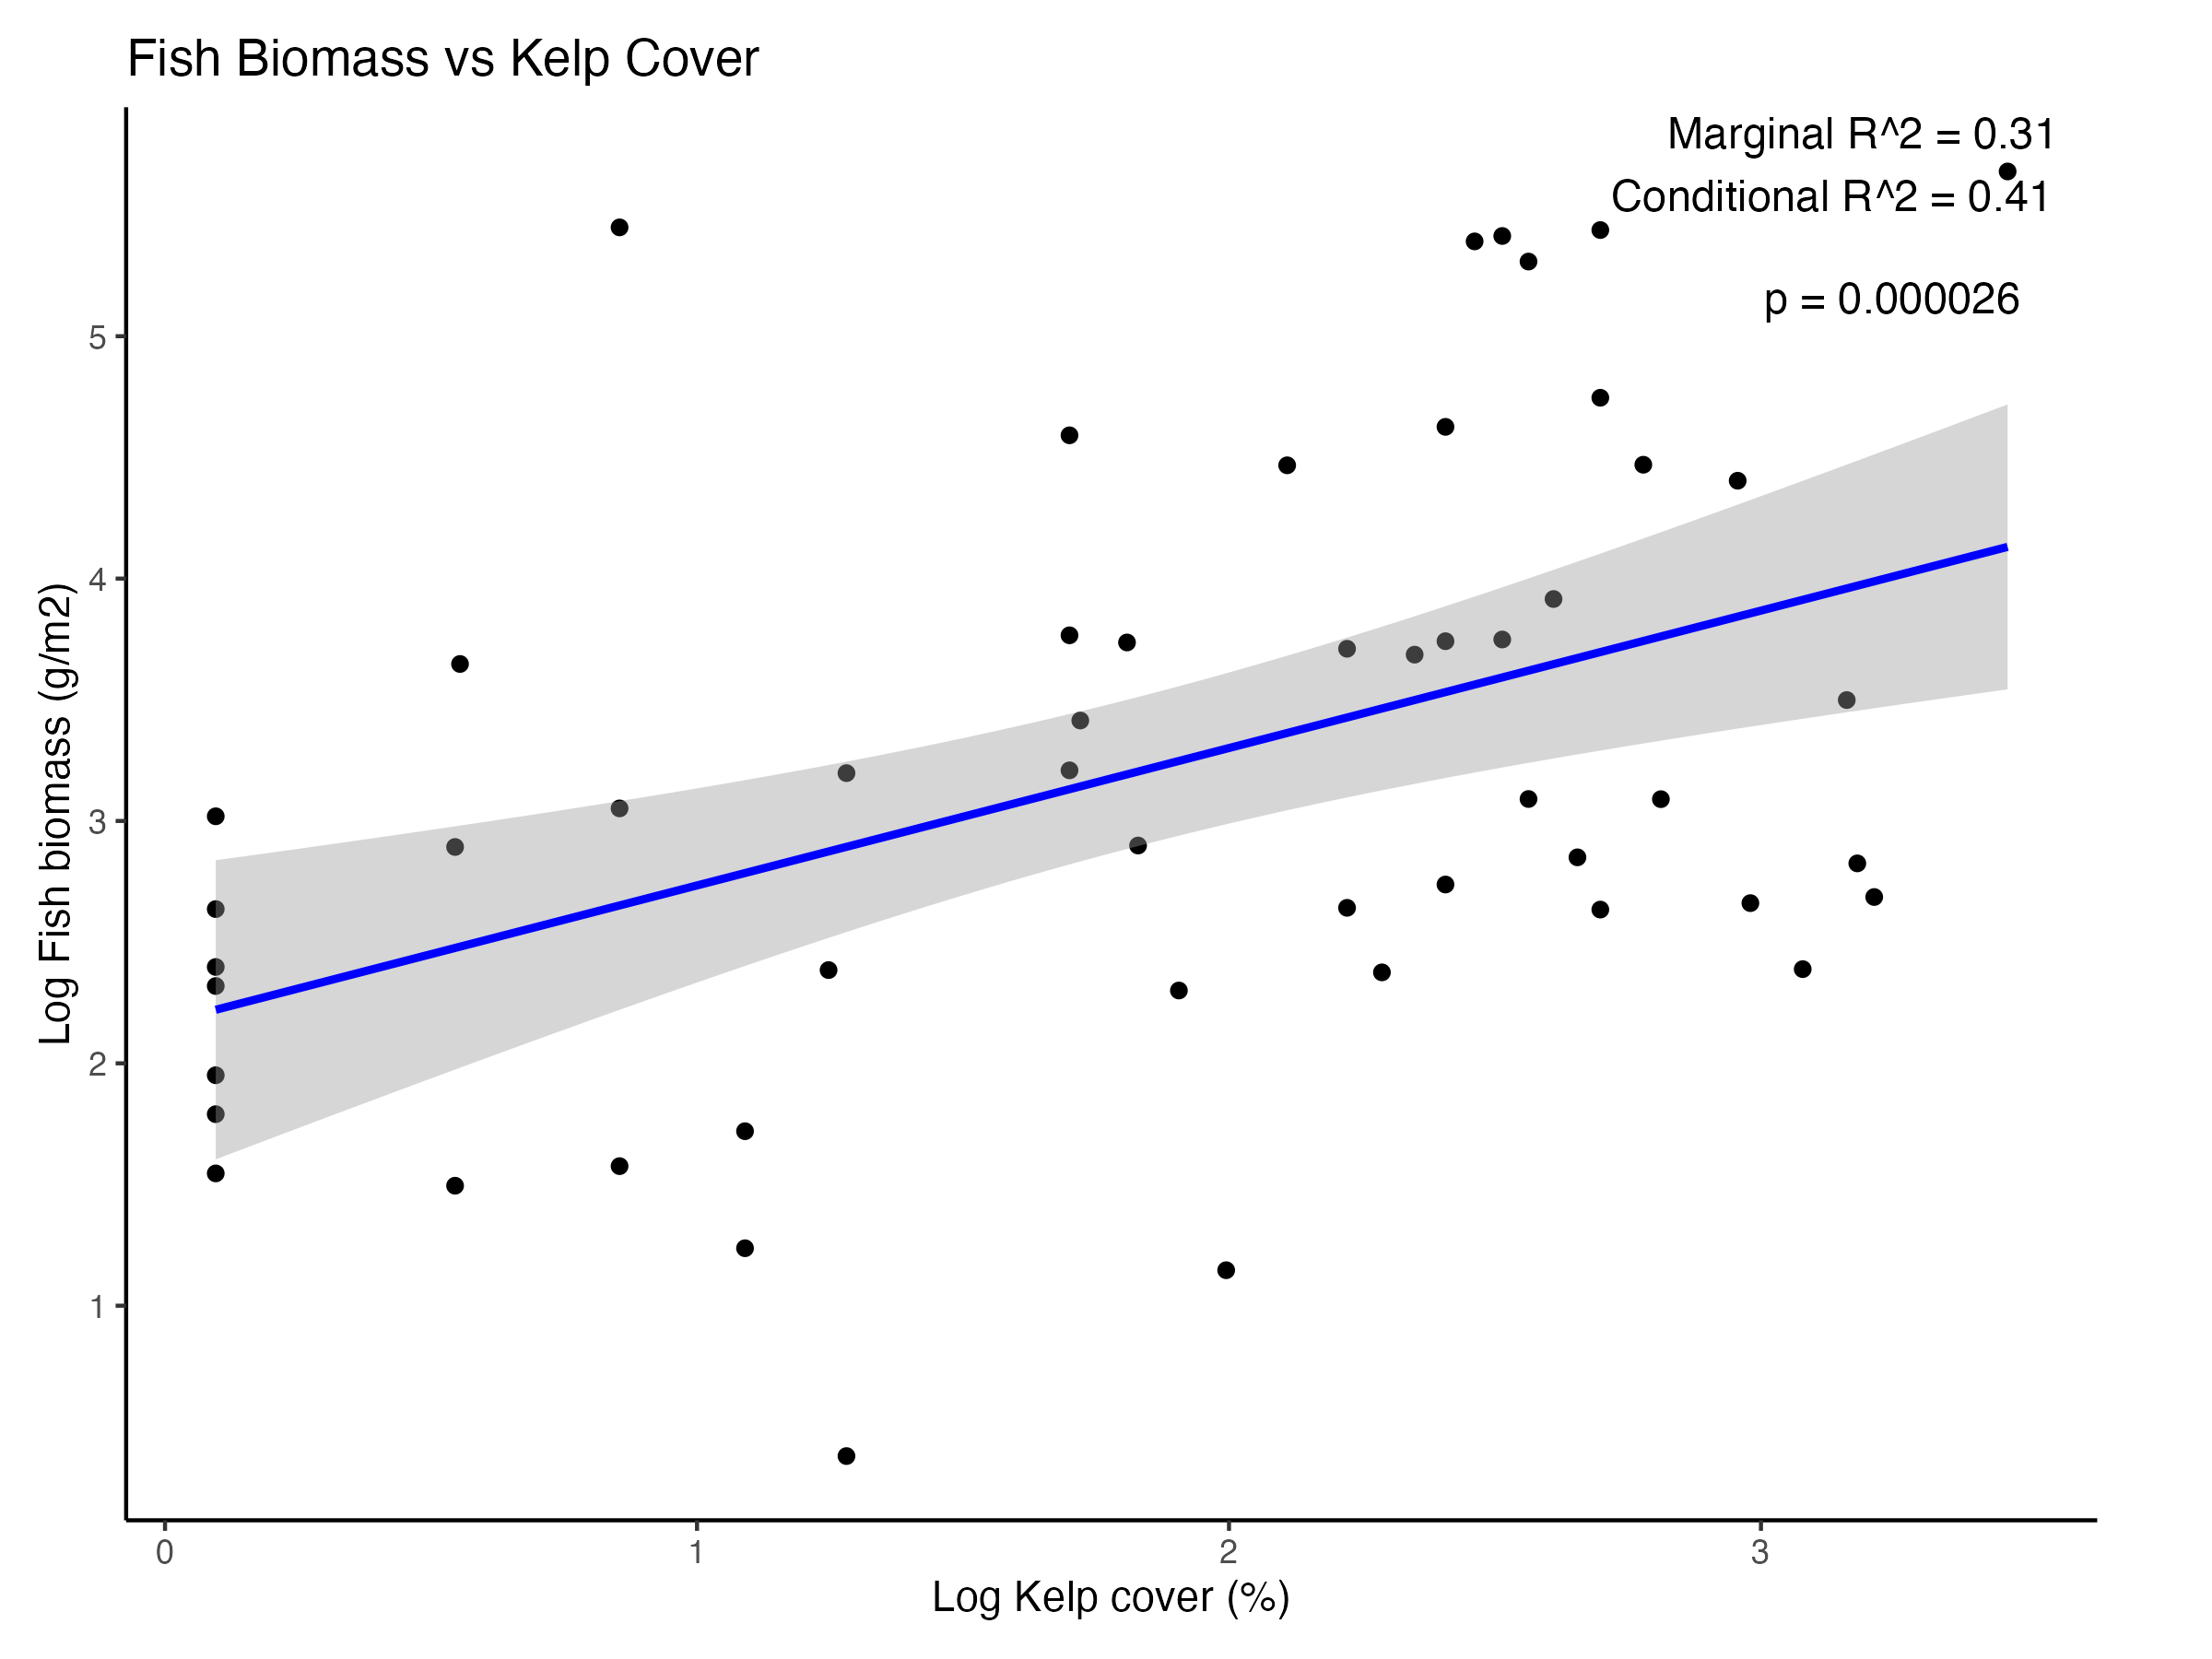 Fish Biomass vs Kelp Cover
Marginal R^2 = 0.31
Conditional R^2 = 0.41
p = 0.000026
Log Fish biomass (g/m2)
5
4
3
2
1
0 1 2 3
Log Kelp cover (%)